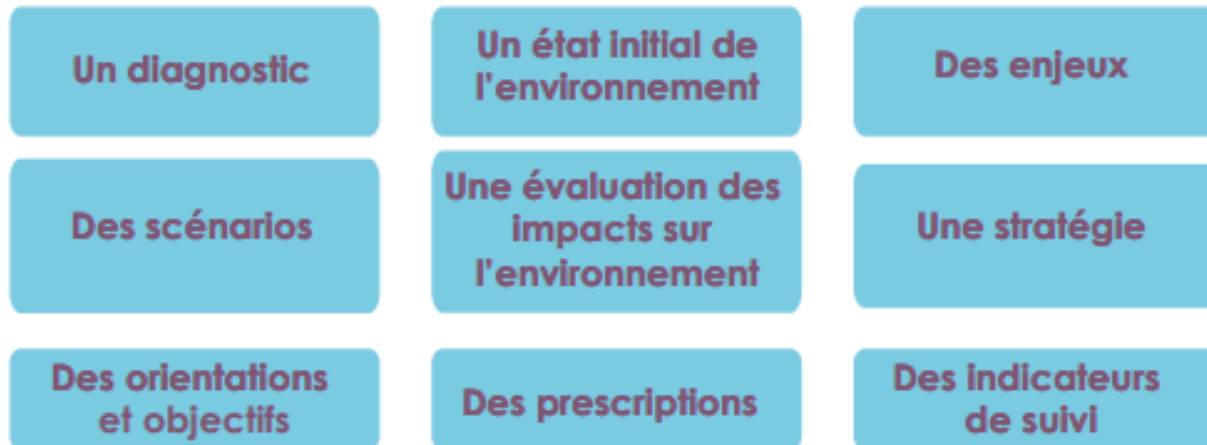 Un diagnostic
Un état initial de
l'environnement
Des enjeux
Des scénarios
Une évaluation des
impacts sur
l'environnement
Une stratégie
Des orientations
et objectifs
Des prescriptions
Des indicateurs
de suivi